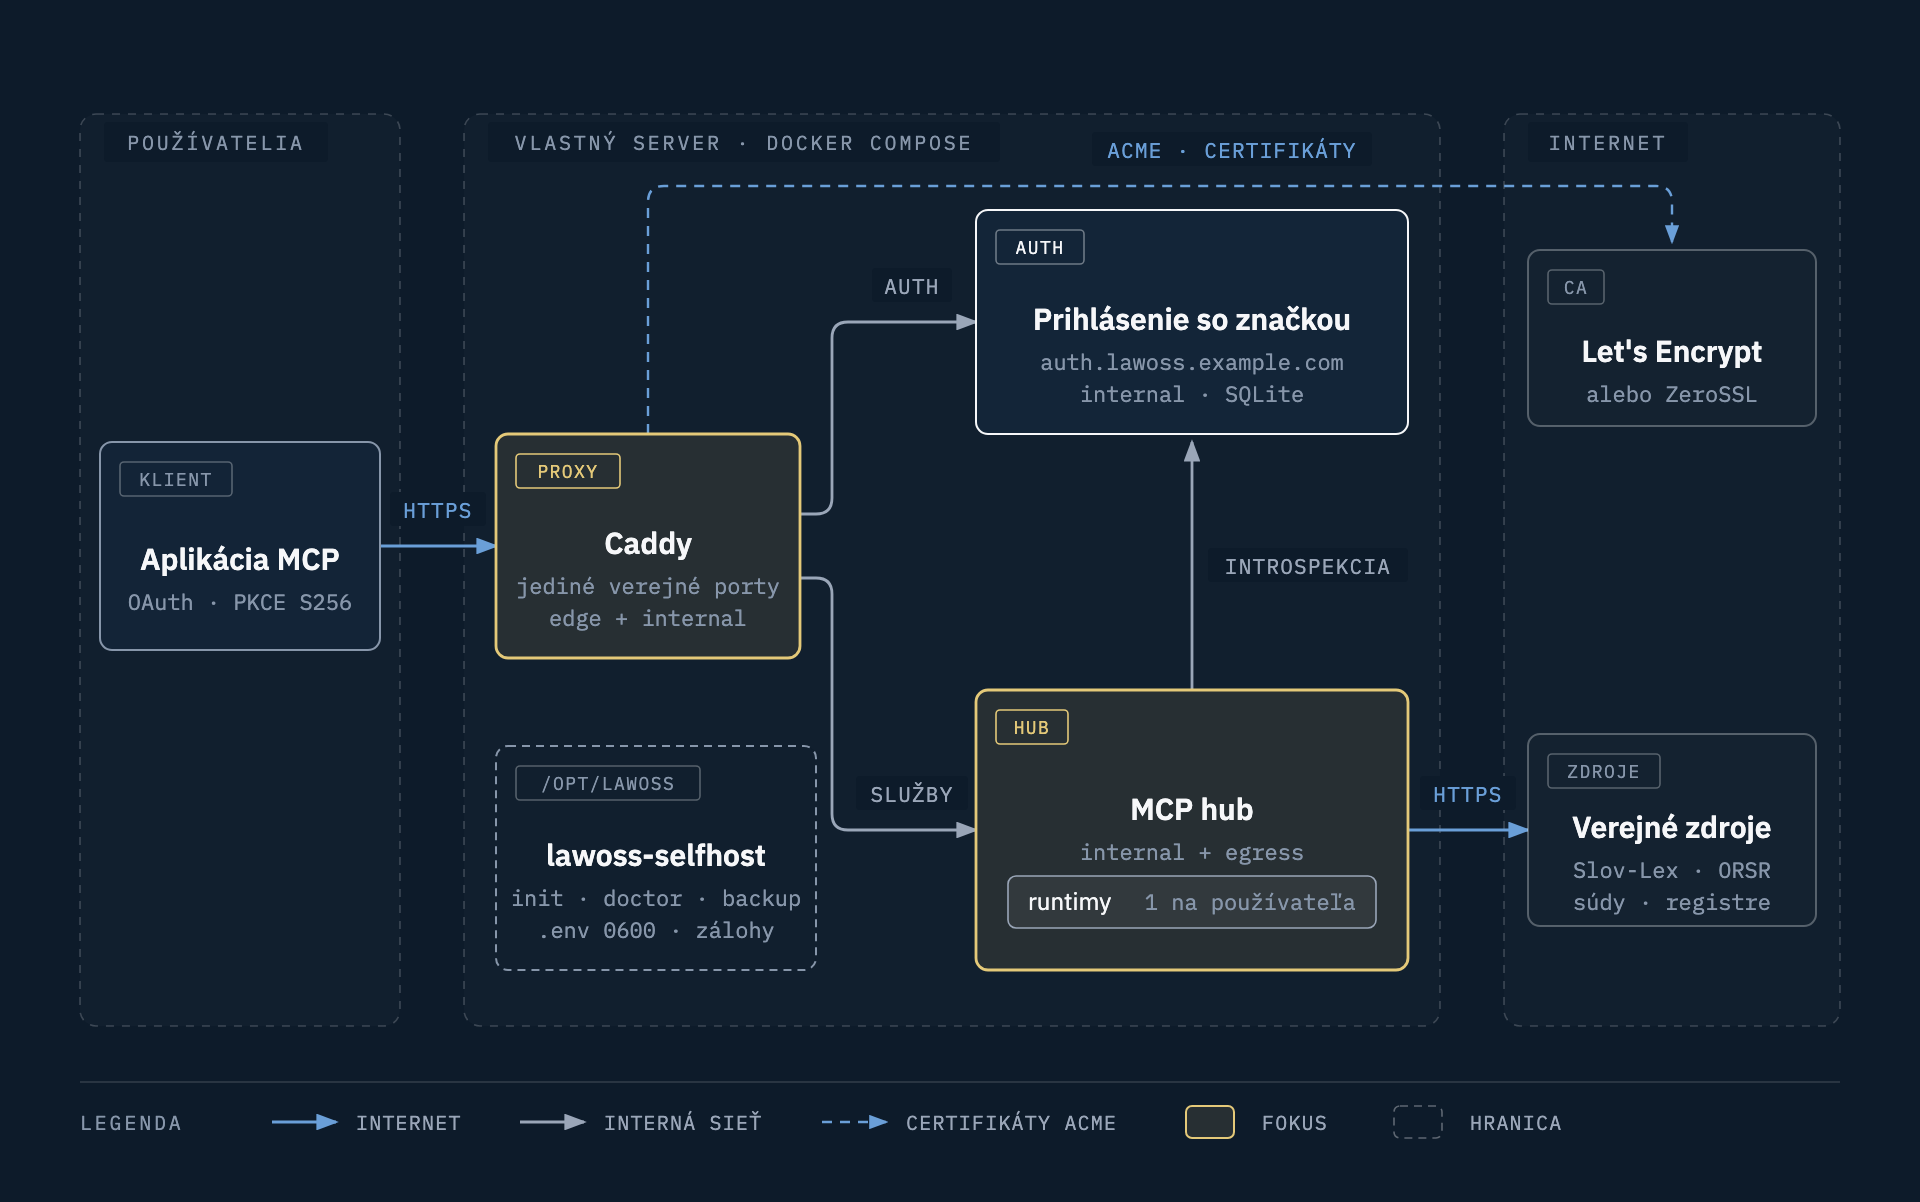 POUŽÍVATELIA
VLASTNÝ SERVER · DOCKER COMPOSE
ACME · CERTIFIKÁTY
INTERNET
AUTH
Prihlásenie so značkou
auth.lawoss.example.com
internal · SQLite
AUTH
CA
Let's Encrypt
alebo ZeroSSL
KLIENT
Aplikácia MCP
OAuth · PKCE S256
HTTPS
PROXY
Caddy
jediné verejné porty
edge + internal
INTROSPEKCIA
/OPT/LAWOSS
lawoss-selfhost
init · doctor · backup
.env 0600 · zálohy
SLUŽBY
HUB
MCP hub
internal + egress
runtimy 1 na používateľa
HTTPS
ZDROJE
Verejné zdroje
Slov-Lex · ORSR
súdy · registre
LEGENDA
INTERNET
INTERNÁ SIEŤ
CERTIFIKÁTY ACME
FOKUS
HRANICA